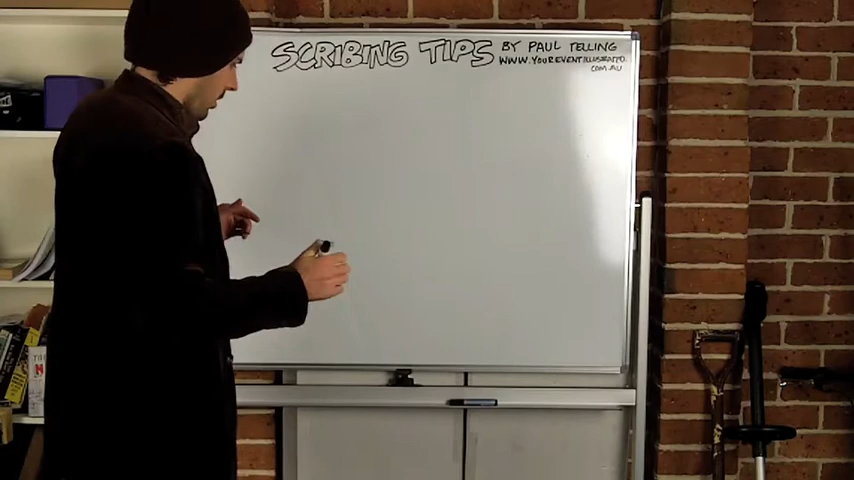 SCRIBING TIPS BY PAUL TELLING
WWW.YOUREVENTILLUSTRATED.
COM.AU